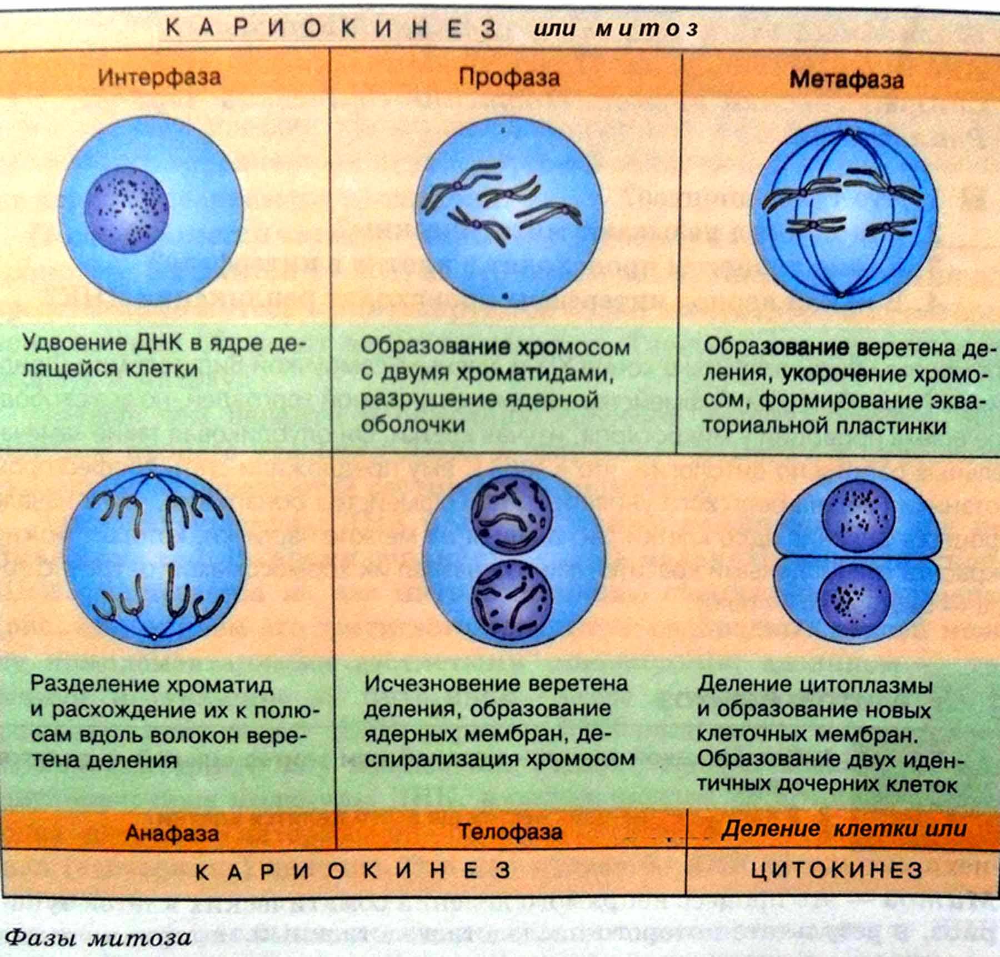 КАРИОКИНЕЗ или митоз
Интерфаза
Профаза
Метафаза
Удвоение ДНК в ядре де-
лящейся клетки
Образование хромосом
с двумя хроматидами,
разрушение ядерной
оболочки
Образование веретена де-
ления, укорочение хромо-
сом, формирование эква-
ториальной пластинки
Разделение хроматид
и расхождение их к полю-
сам вдоль волокон вере-
тена деления
Исчезновение веретена
деления, образование
ядерных мембран, де-
спирализация хромосом
Деление цитоплазмы
и образование новых
клеточных мембран.
Образование двух иден-
тичных дочерних клеток
Анафаза
Телофаза
Деление клетки или
КАРИОКИНЕЗ
ЦИТОКИНЕЗ
Фазы митоза